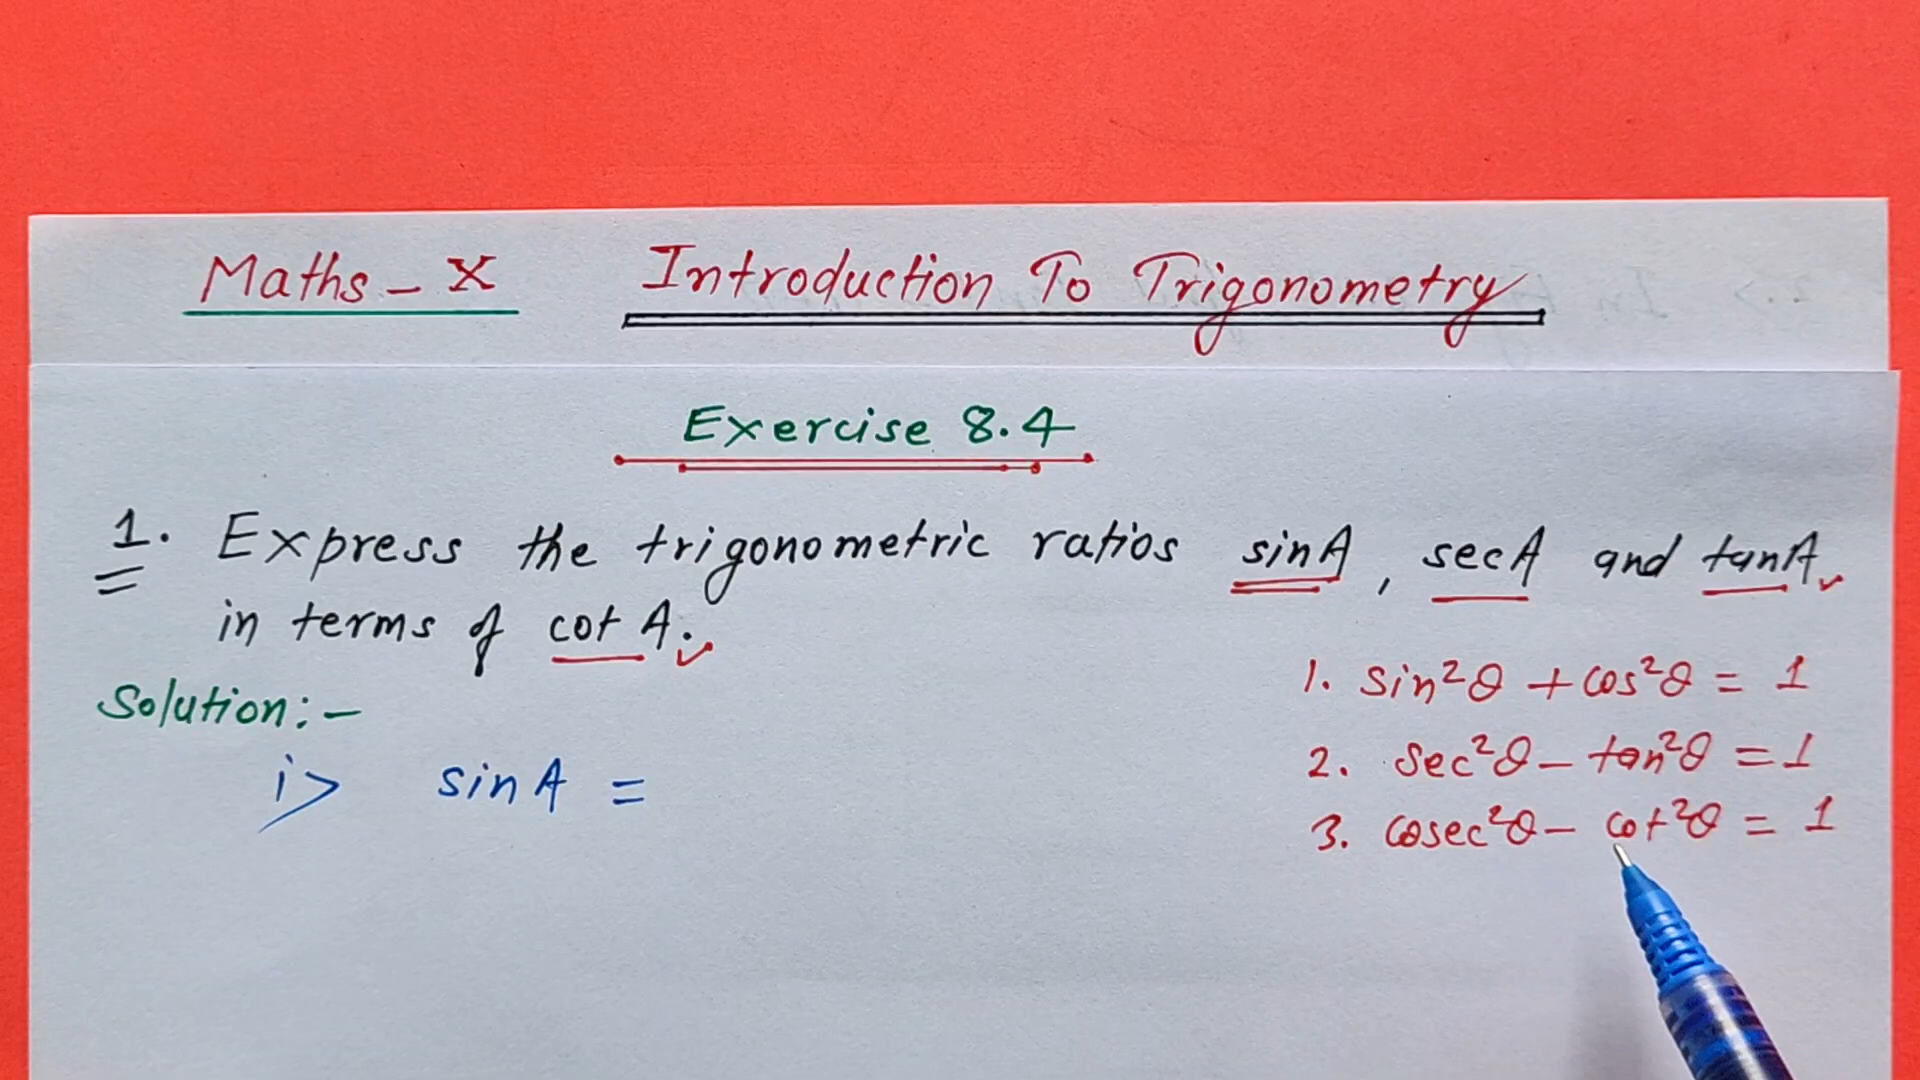 Maths - X Introduction To Trigonometry
Exercise 8.4
1. Express the trigonometric ratios sinA, secA and tanA
in terms of cot A.
Solution:-
1. sin²θ + cos²θ = 1
i> sinA =
2. sec²θ - tan²θ = 1
3. cosec²θ - cot²θ = 1